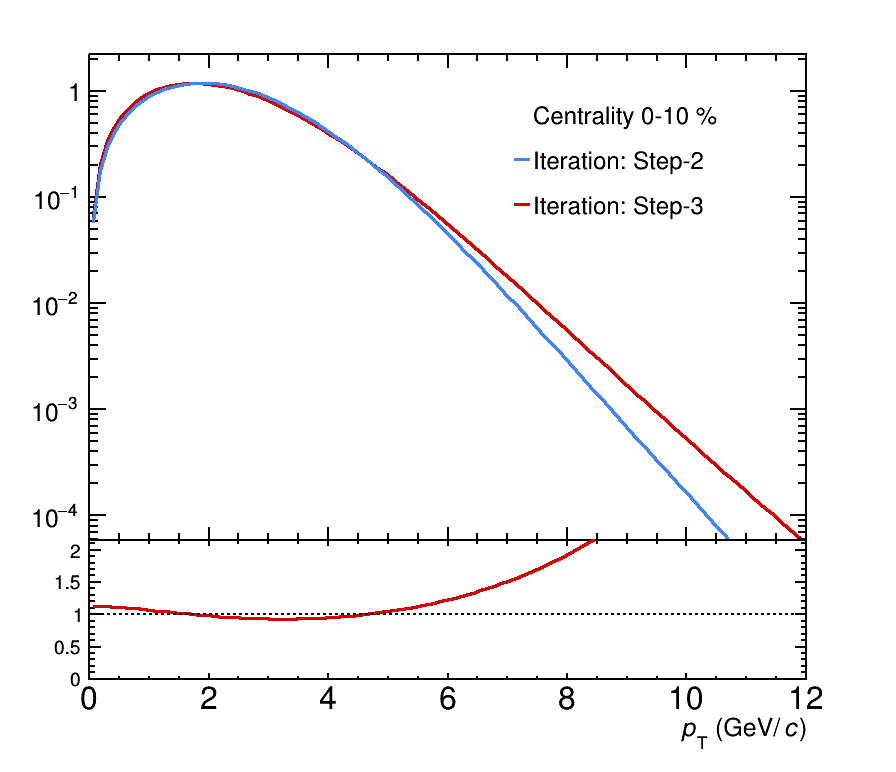 1
10⁻¹
10⁻²
10⁻³
10⁻⁴
Centrality 0-10 %
Iteration: Step-2
Iteration: Step-3
2
1.5
1
0.5
0
0 2 4 6 8 10 12
p_T (GeV/c)